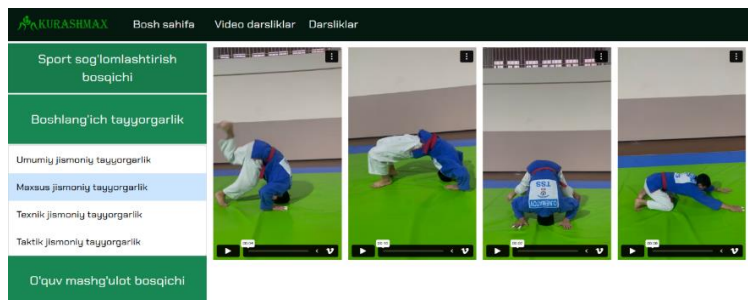 KURASHMAX
Bosh sahifa
Video darsliklar
Darsliklar
Sport sog'lomlashtirish
bosqichi
Boshlang'ich tayyorgarlik
Umumiy jismoniy tayyorgarlik
Maxsus jismoniy tayyorgarlik
Texnik jismoniy tayyorgarlik
Taktik jismoniy tayyorgarlik
O'quv mashg'ulot bosqichi
TSS